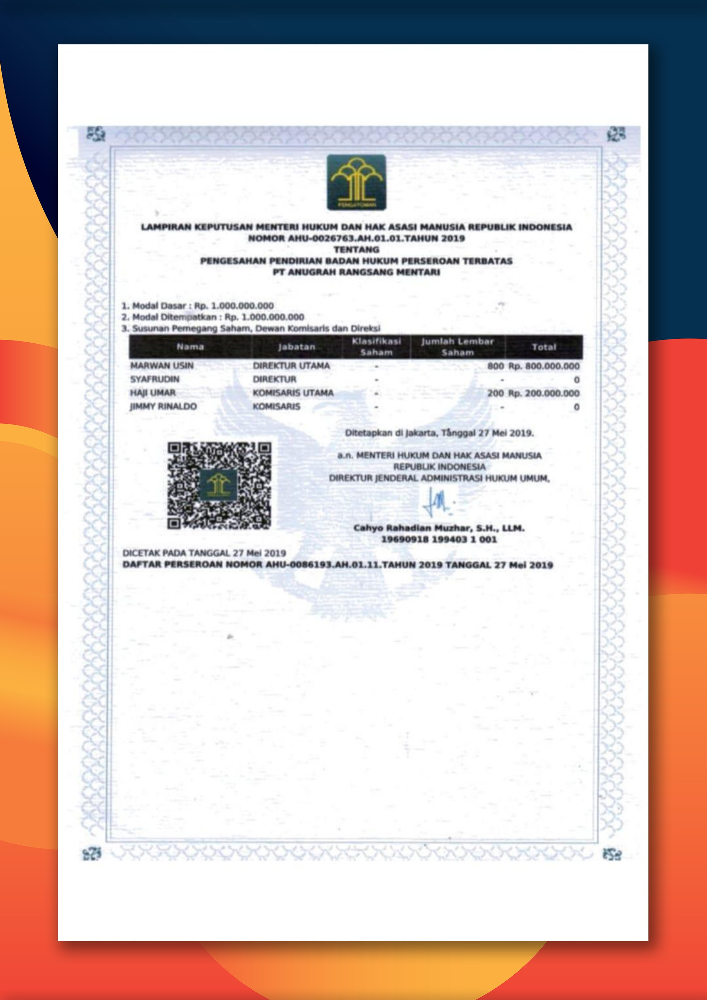 PENGAYOMAN
LAMPIRAN KEPUTUSAN MENTERI HUKUM DAN HAK ASASI MANUSIA REPUBLIK INDONESIA
NOMOR AHU-0026763.AH.01.01.TAHUN 2019
TENTANG
PENGESAHAN PENDIRIAN BADAN HUKUM PERSEROAN TERBATAS
PT ANUGRAH RANGSANG MENTARI
1. Modal Dasar : Rp. 1.000.000.000
2. Modal Ditempatkan : Rp. 1.000.000.000
3. Susunan Pemegang Saham, Dewan Komisaris dan Direksi
Nama Jabatan Klasifikasi Saham Jumlah Lembar Saham Total
MARWAN USIN DIREKTUR UTAMA - 800 Rp. 800.000.000
SYAFRUDIN DIREKTUR - - 0
HAJI UMAR KOMISARIS UTAMA - 200 Rp. 200.000.000
JIMMY RINALDO KOMISARIS - - 0
Ditetapkan di Jakarta, Tanggal 27 Mei 2019.
a.n. MENTERI HUKUM DAN HAK ASASI MANUSIA
REPUBLIK INDONESIA
DIREKTUR JENDERAL ADMINISTRASI HUKUM UMUM,
Cahyo Rahadian Muzhar, S.H., LLM.
19690918 199403 1 001
DICETAK PADA TANGGAL 27 Mei 2019
DAFTAR PERSEROAN NOMOR AHU-0086193.AH.01.11.TAHUN 2019 TANGGAL 27 Mei 2019